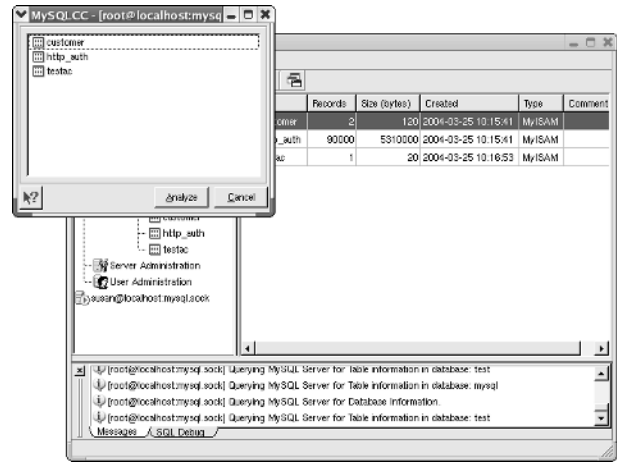 MySQLCC - [root@localhost:mysq
customer
http_auth
testac
Analyze Cancel
Records Size (bytes) Created Type Comment
omer 2 120 2004-03-25 10:15:41 MyISAM
_auth 90000 5310000 2004-03-25 10:15:41 MyISAM
ac 1 20 2004-03-25 10:16:53 MyISAM
customer
http_auth
testac
Server Administration
User Administration
susan@localhost:mysql.sock
[root@localhost:mysql.sock] Querying MySQL Server for Table information in database: test
[root@localhost:mysql.sock] Querying MySQL Server for Table information in database: mysql
[root@localhost:mysql.sock] Querying MySQL Server for Database Information.
[root@localhost:mysql.sock] Querying MySQL Server for Table information in database: test
Messages SQL Debug